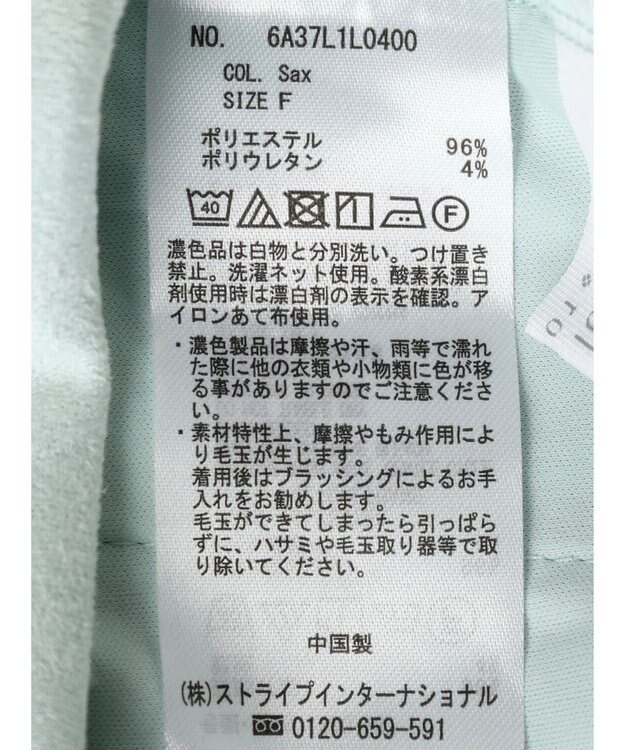 NO. 6A37L1L0400
COL. Sax
SIZE F
ポリエステル 96%
ポリウレタン 4%
40 F
濃色品は白物と分別洗い。つけ置き
禁止。洗濯ネット使用。酸素系漂白
剤使用時は漂白剤の表示を確認。ア
イロンあて布使用。
・濃色製品は摩擦や汗、雨等で濡れ
た際に他の衣類や小物類に色が移
る事がありますのでご注意くださ
い。
・素材特性上、摩擦やもみ作用によ
り毛玉が生じます。
着用後はブラッシングによるお手
入れをお勧めします。
毛玉ができてしまったら引っぱら
ずに、ハサミや毛玉取り器等で取
り除いてください。
中国製
(株)ストライプインターナショナル
0120-659-591